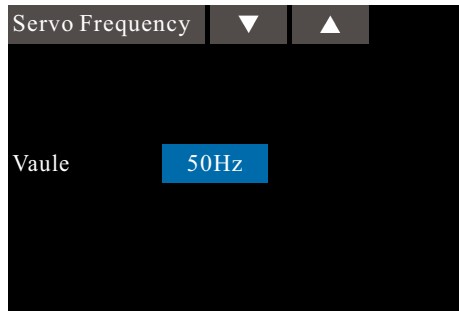 Servo Frequency ▼ ▲
Vaule 50Hz